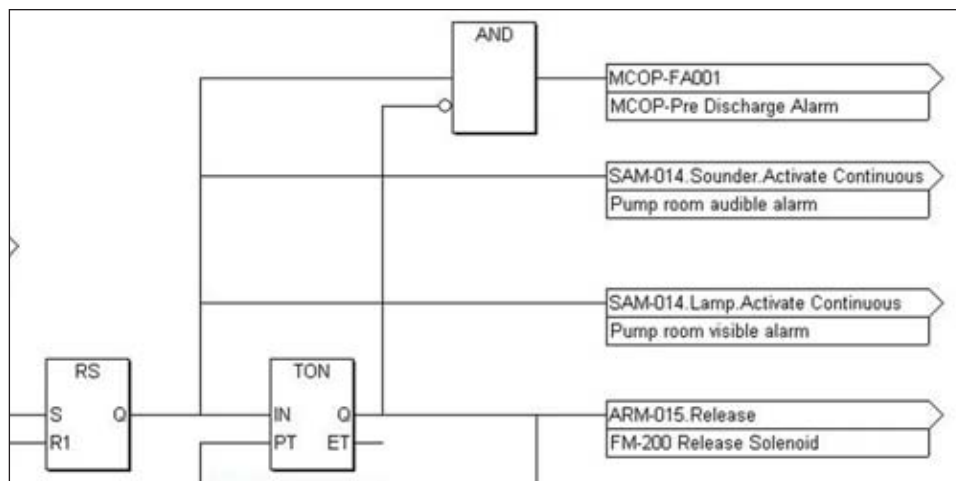 AND
MCOP-FA001
MCOP-Pre Discharge Alarm
SAM-014.Sounder.Activate Continuous
Pump room audible alarm
SAM-014.Lamp.Activate Continuous
Pump room visible alarm
RS
S Q
R1
TON
IN Q
PT ET
ARM-015.Release
FM-200 Release Solenoid